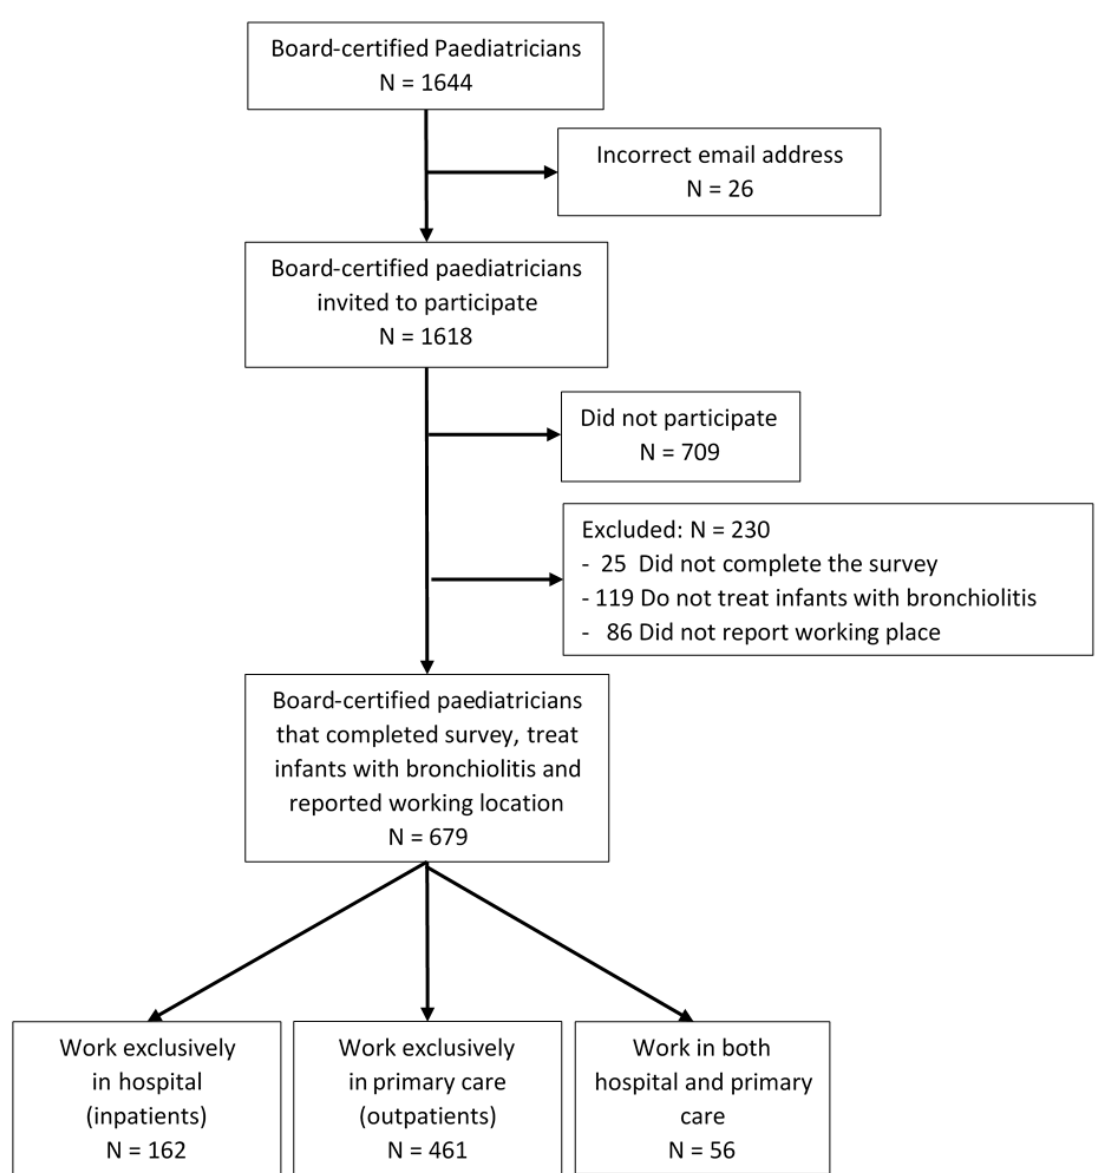 Board-certified Paediatricians
N = 1644
Incorrect email address
N = 26
Board-certified paediatricians
invited to participate
N = 1618
Did not participate
N = 709
Excluded: N = 230
- 25 Did not complete the survey
- 119 Do not treat infants with bronchiolitis
- 86 Did not report working place
Board-certified paediatricians
that completed survey, treat
infants with bronchiolitis and
reported working location
N = 679
Work exclusively
in hospital
(inpatients)
N = 162
Work exclusively
in primary care
(outpatients)
N = 461
Work in both
hospital and primary
care
N = 56